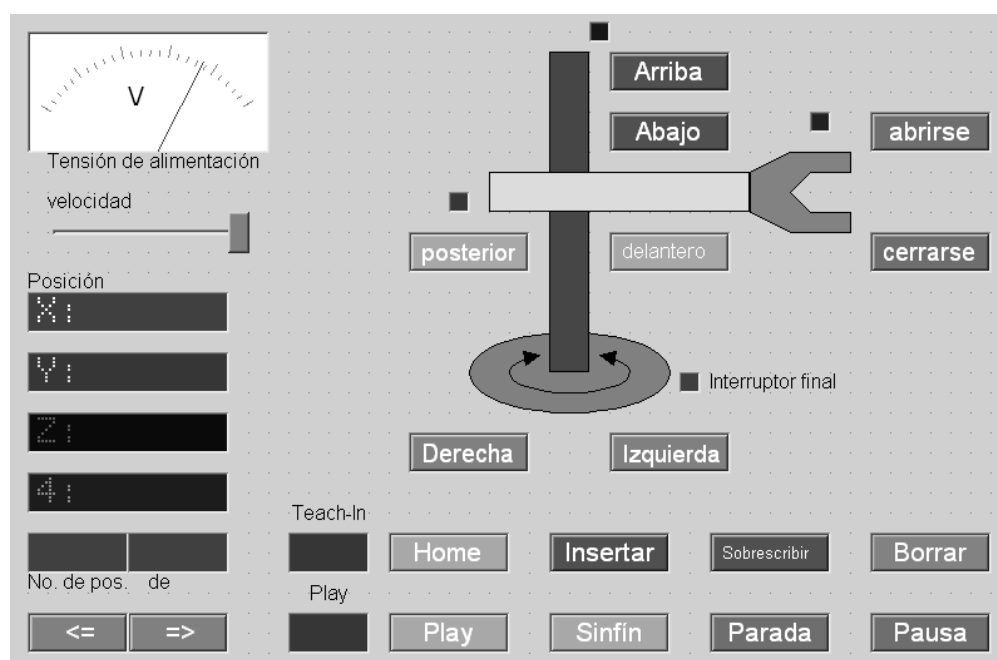 V
Tensión de alimentación
velocidad
Posición
X:
Y:
Z:
4:
No. de pos. de
<= =>
Arriba
Abajo
abrirse
posterior delantero cerrarse
Interruptor final
Derecha Izquierda
Teach-In
Home Insertar Sobrescribir Borrar
Play
Play Sinfín Parada Pausa